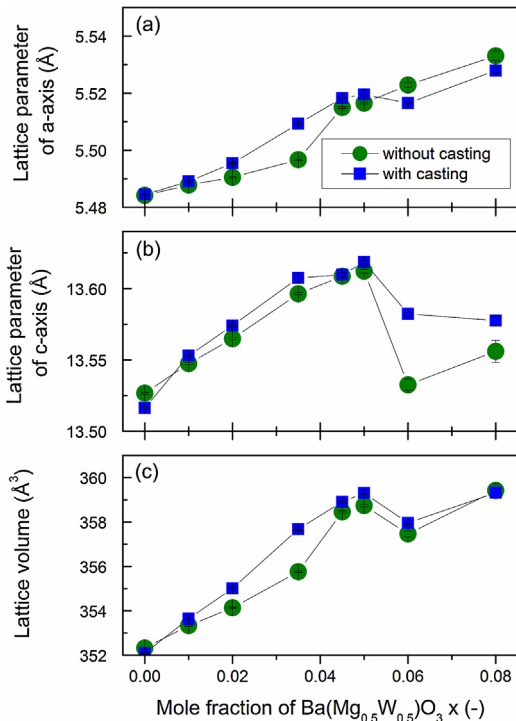 (a)
Lattice parameter
of a-axis (Å)
5.54
5.52
5.50
5.48
without casting
with casting
(b)
Lattice parameter
of c-axis (Å)
13.60
13.55
13.50
(c)
Lattice volume (Å³)
360
358
356
354
352
0.00 0.02 0.04 0.06 0.08
Mole fraction of Ba(Mg₀.₅W₀.₅)O₃ x (-)